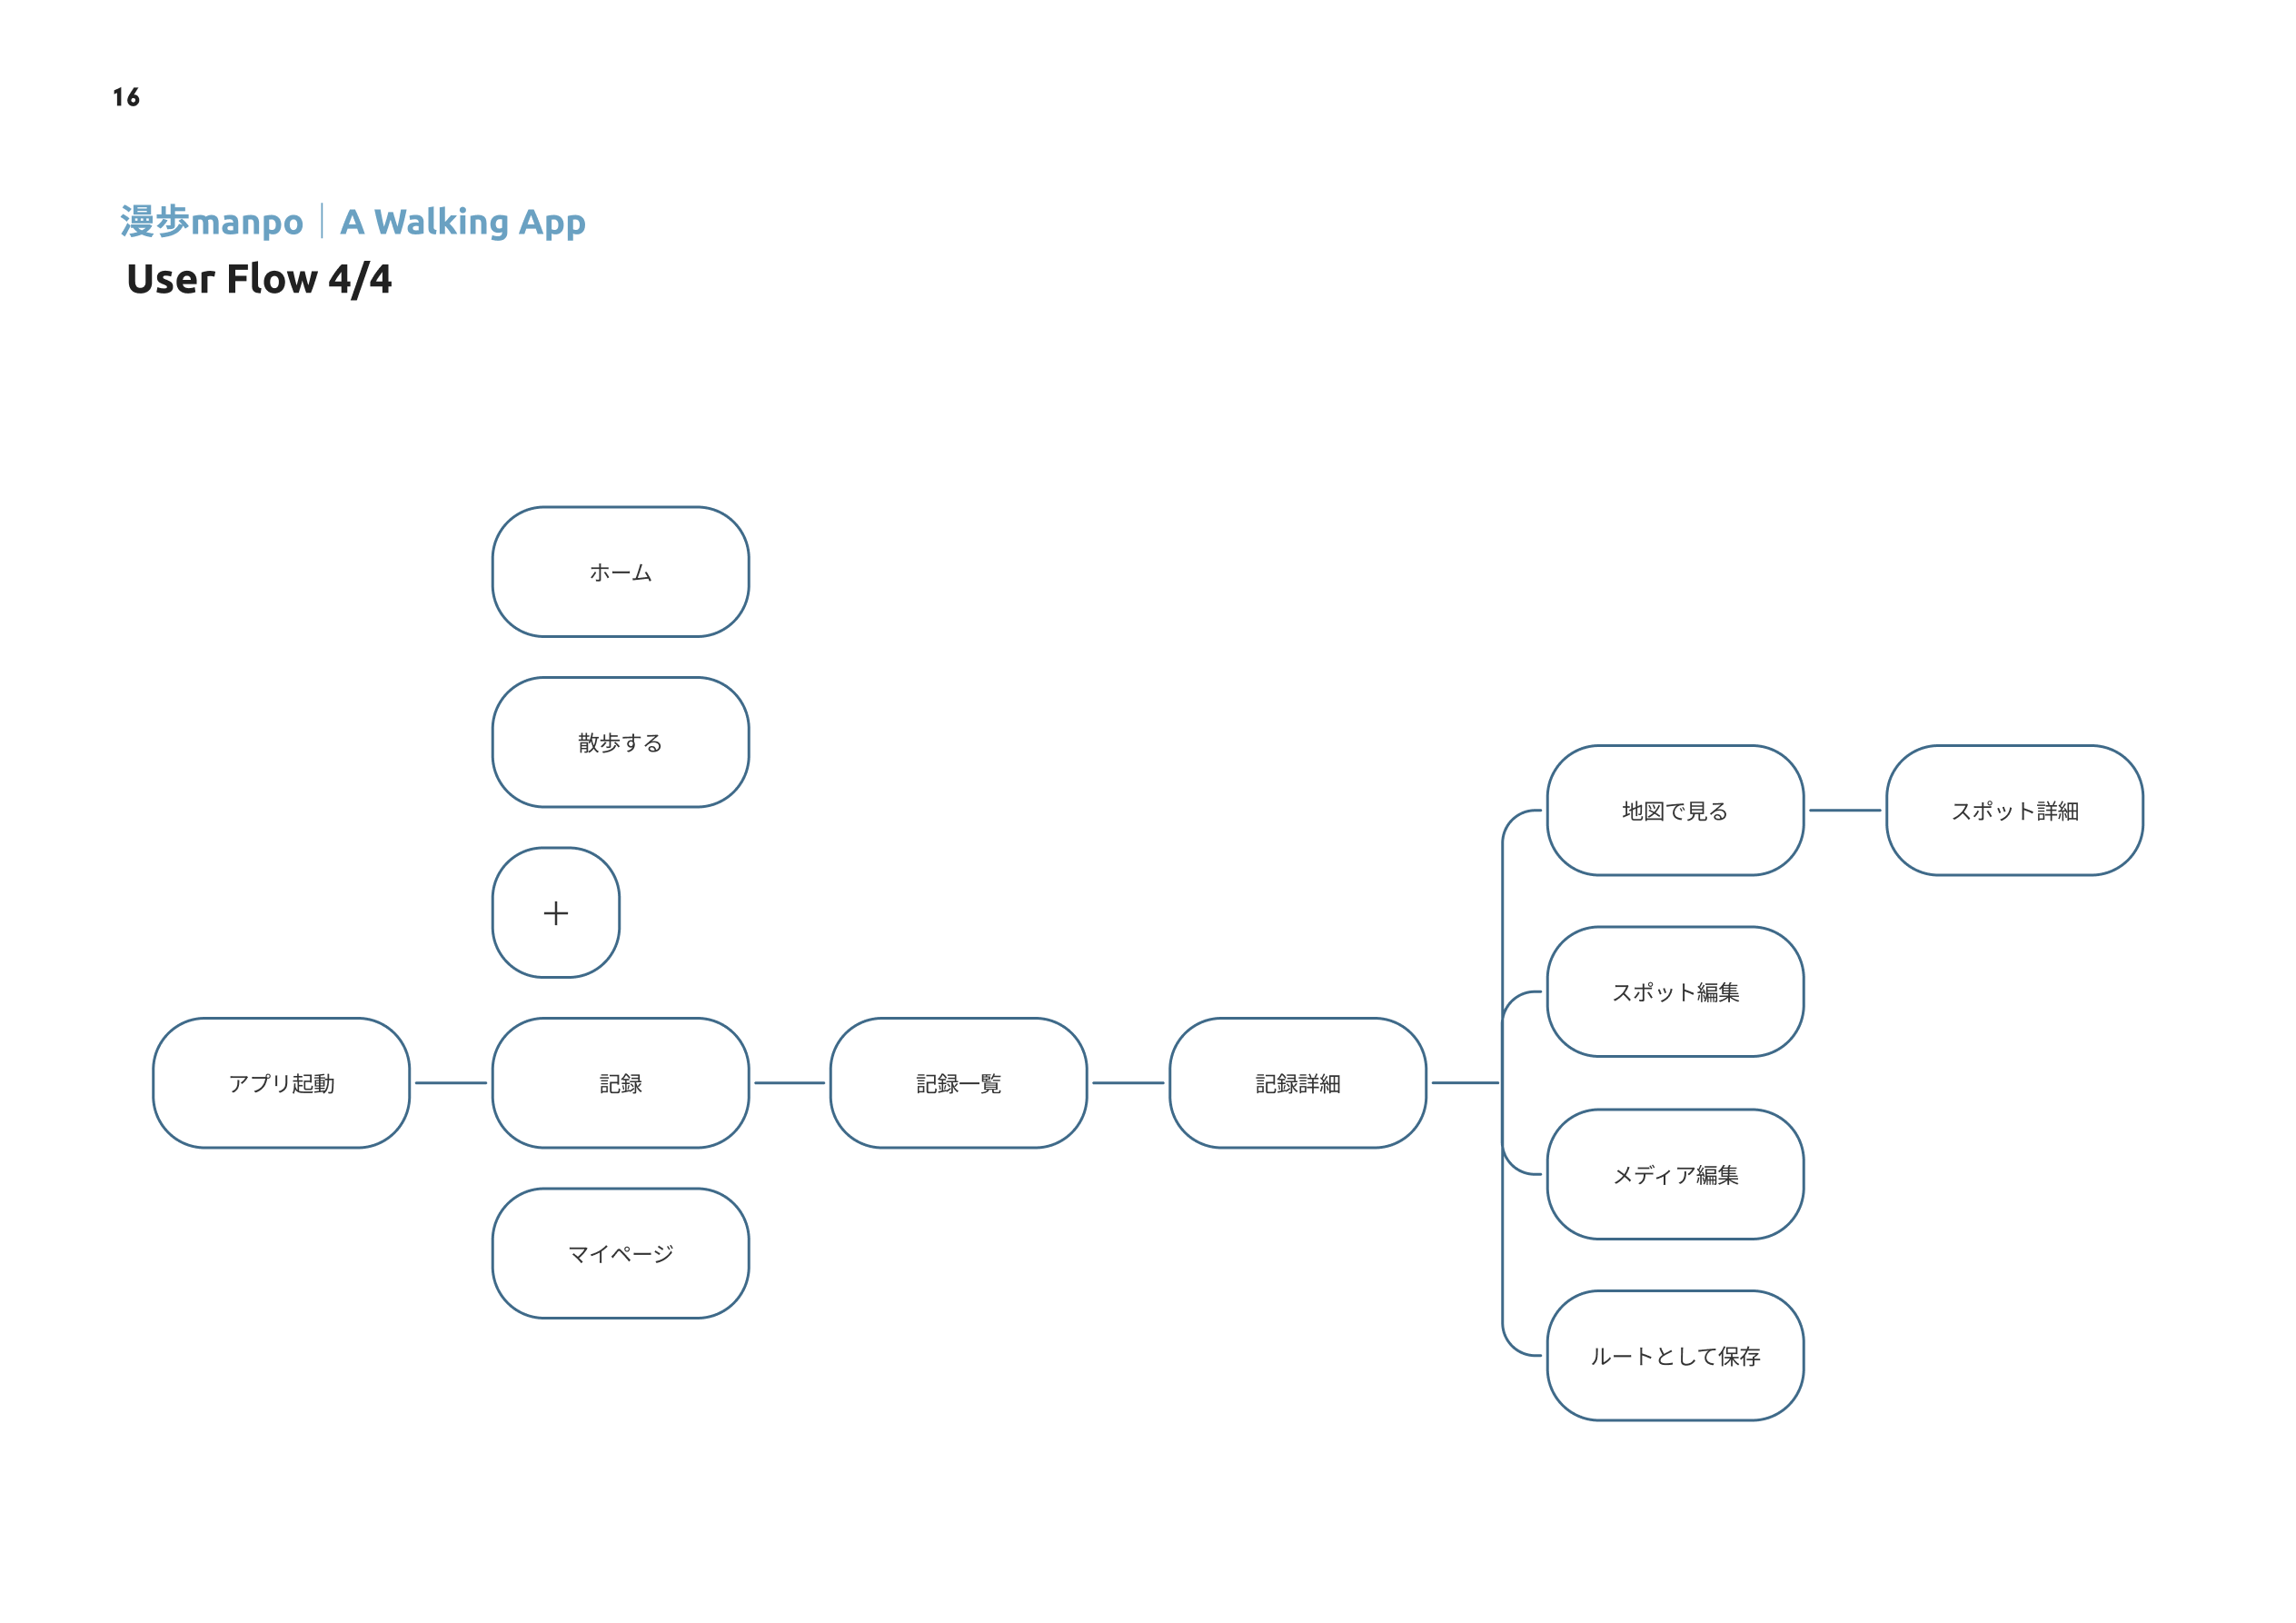 16
漫歩manpo｜A Walking App
User Flow 4/4
ホーム
散歩する
＋
アプリ起動
記録
記録一覧
記録詳細
マイページ
地図で見る
スポット詳細
スポット編集
メディア編集
ルートとして保存